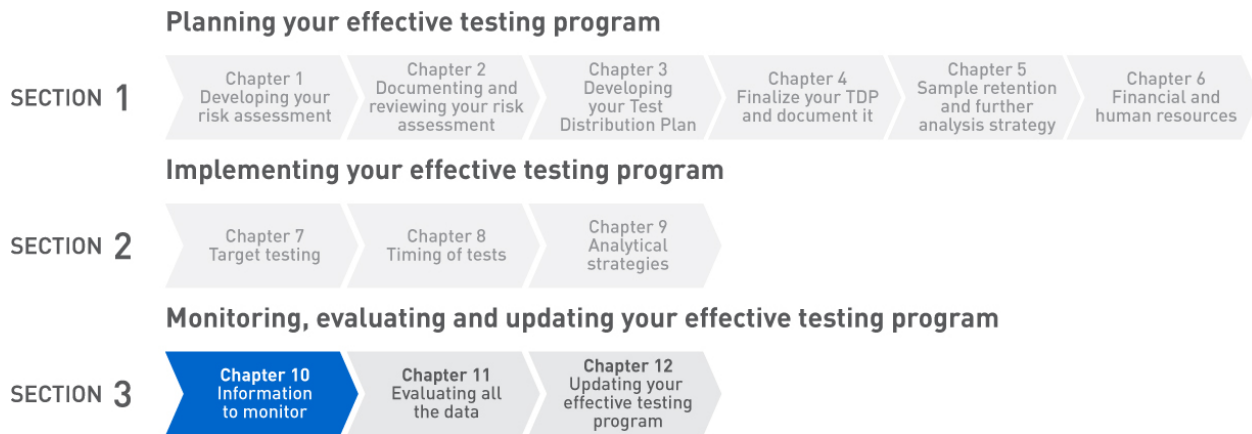 Planning your effective testing program
SECTION 1
Chapter 1
Developing your
risk assessment
Chapter 2
Documenting and
reviewing your risk
assessment
Chapter 3
Developing
your Test
Distribution Plan
Chapter 4
Finalize your TDP
and document it
Chapter 5
Sample retention
and further
analysis strategy
Chapter 6
Financial and
human resources
Implementing your effective testing program
SECTION 2
Chapter 7
Target testing
Chapter 8
Timing of tests
Chapter 9
Analytical
strategies
Monitoring, evaluating and updating your effective testing program
SECTION 3
Chapter 10
Information
to monitor
Chapter 11
Evaluating all
the data
Chapter 12
Updating your
effective testing
program